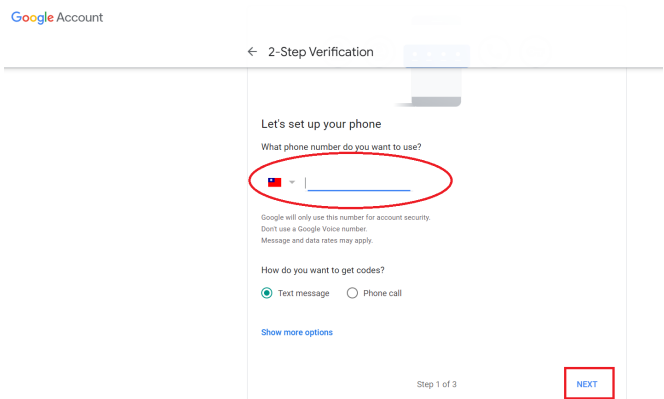 Google Account
2-Step Verification
Let's set up your phone
What phone number do you want to use?
Google will only use this number for account security.
Don't use a Google Voice number.
Message and data rates may apply.
How do you want to get codes?
Text message Phone call
Show more options
Step 1 of 3 NEXT